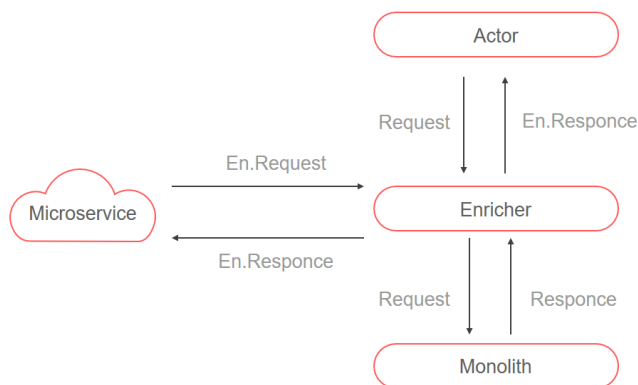 Actor
Request
En.Responce
En.Request
Microservice
Enricher
En.Responce
Request
Responce
Monolith